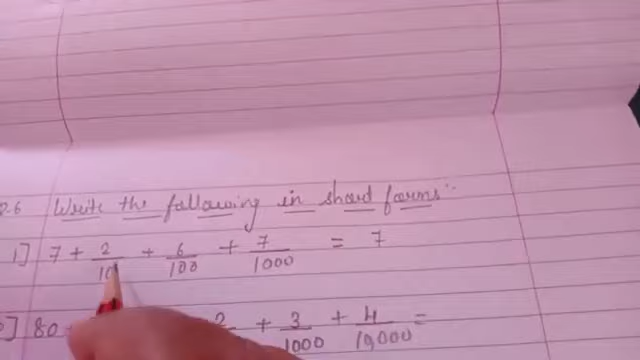 Q.6 Write the following in short forms:
1] 7 + 2/10 + 6/100 + 7/1000 = 7
80 2 + 3/1000 + 4/10000 =